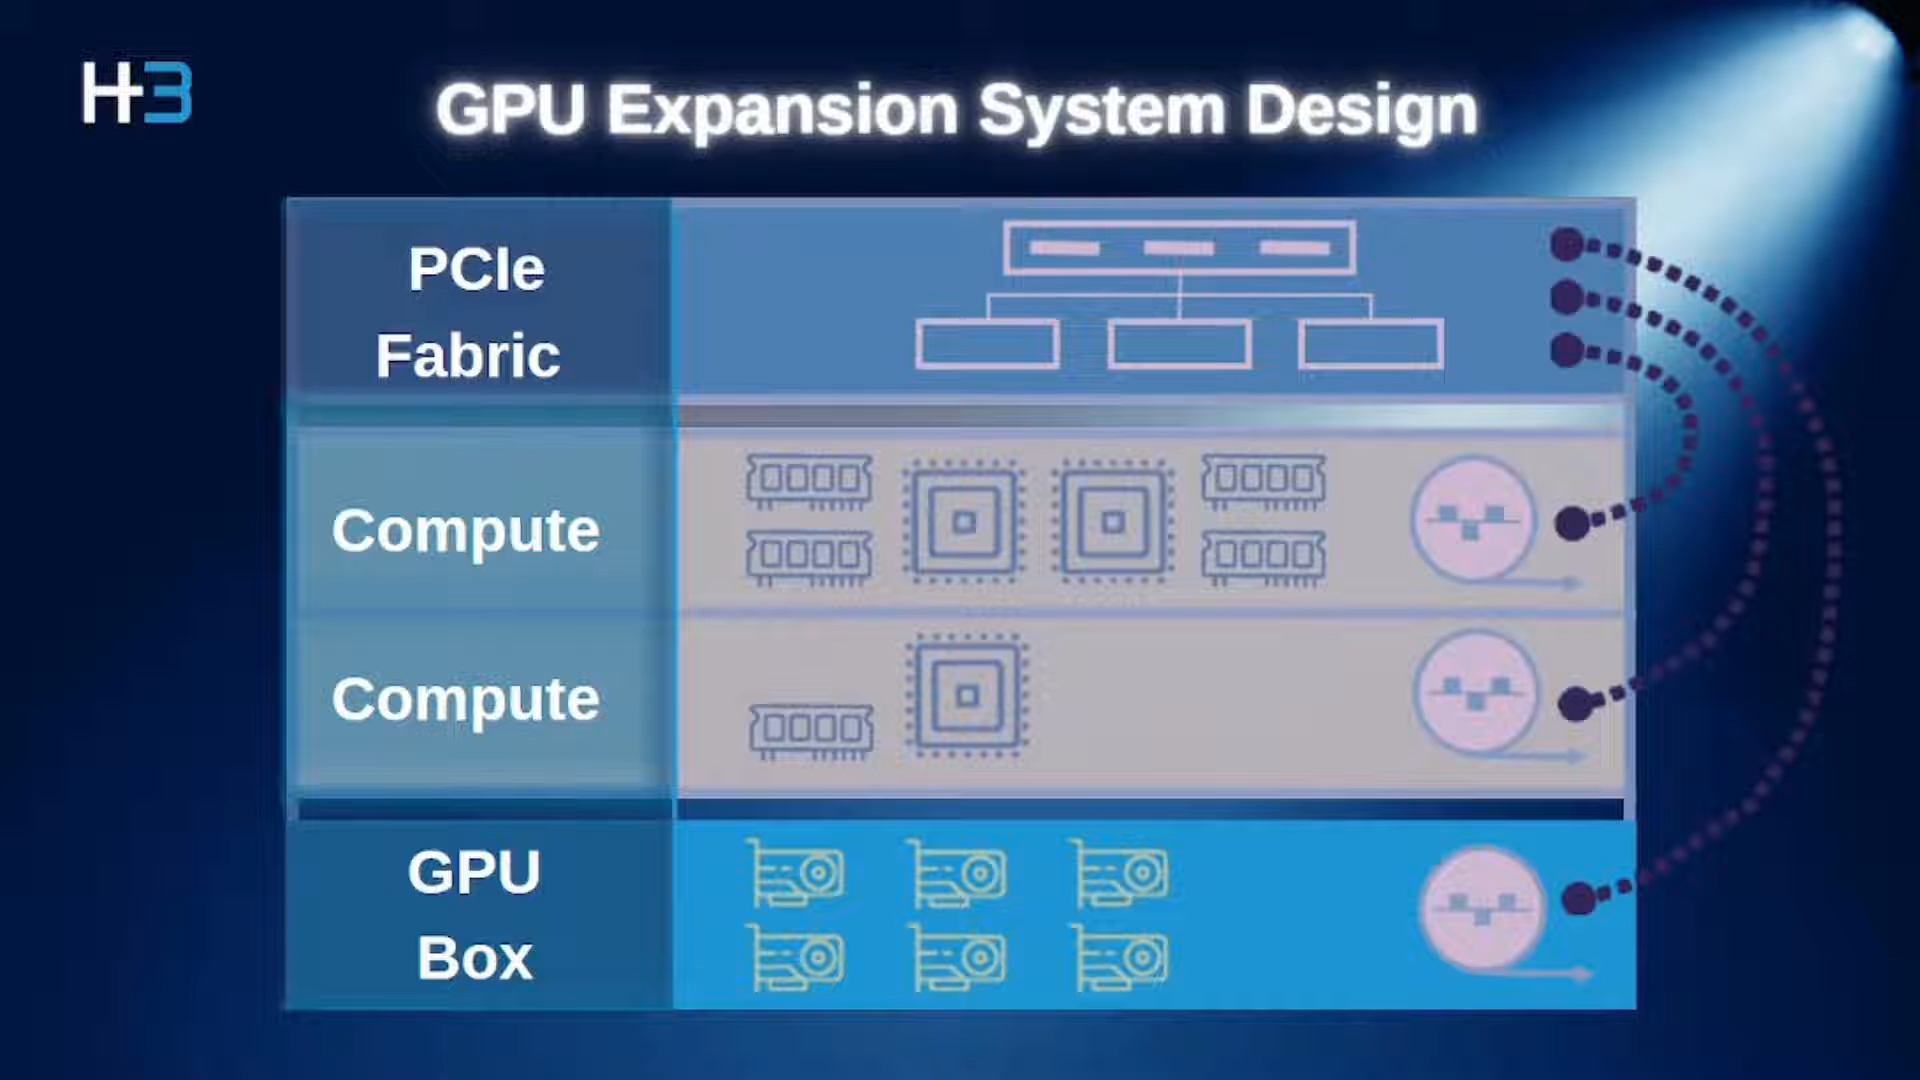 H3
GPU Expansion System Design
PCIe
Fabric
Compute
Compute
GPU
Box